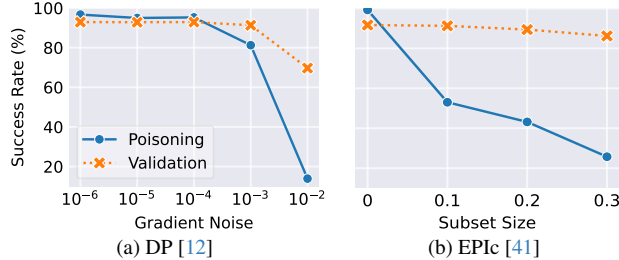 100
80
60
40
20
Success Rate (%)
Poisoning
Validation
10⁻⁶ 10⁻⁵ 10⁻⁴ 10⁻³ 10⁻²
0 0.1 0.2 0.3
Gradient Noise
Subset Size
(a) DP [12]
(b) EPIc [41]